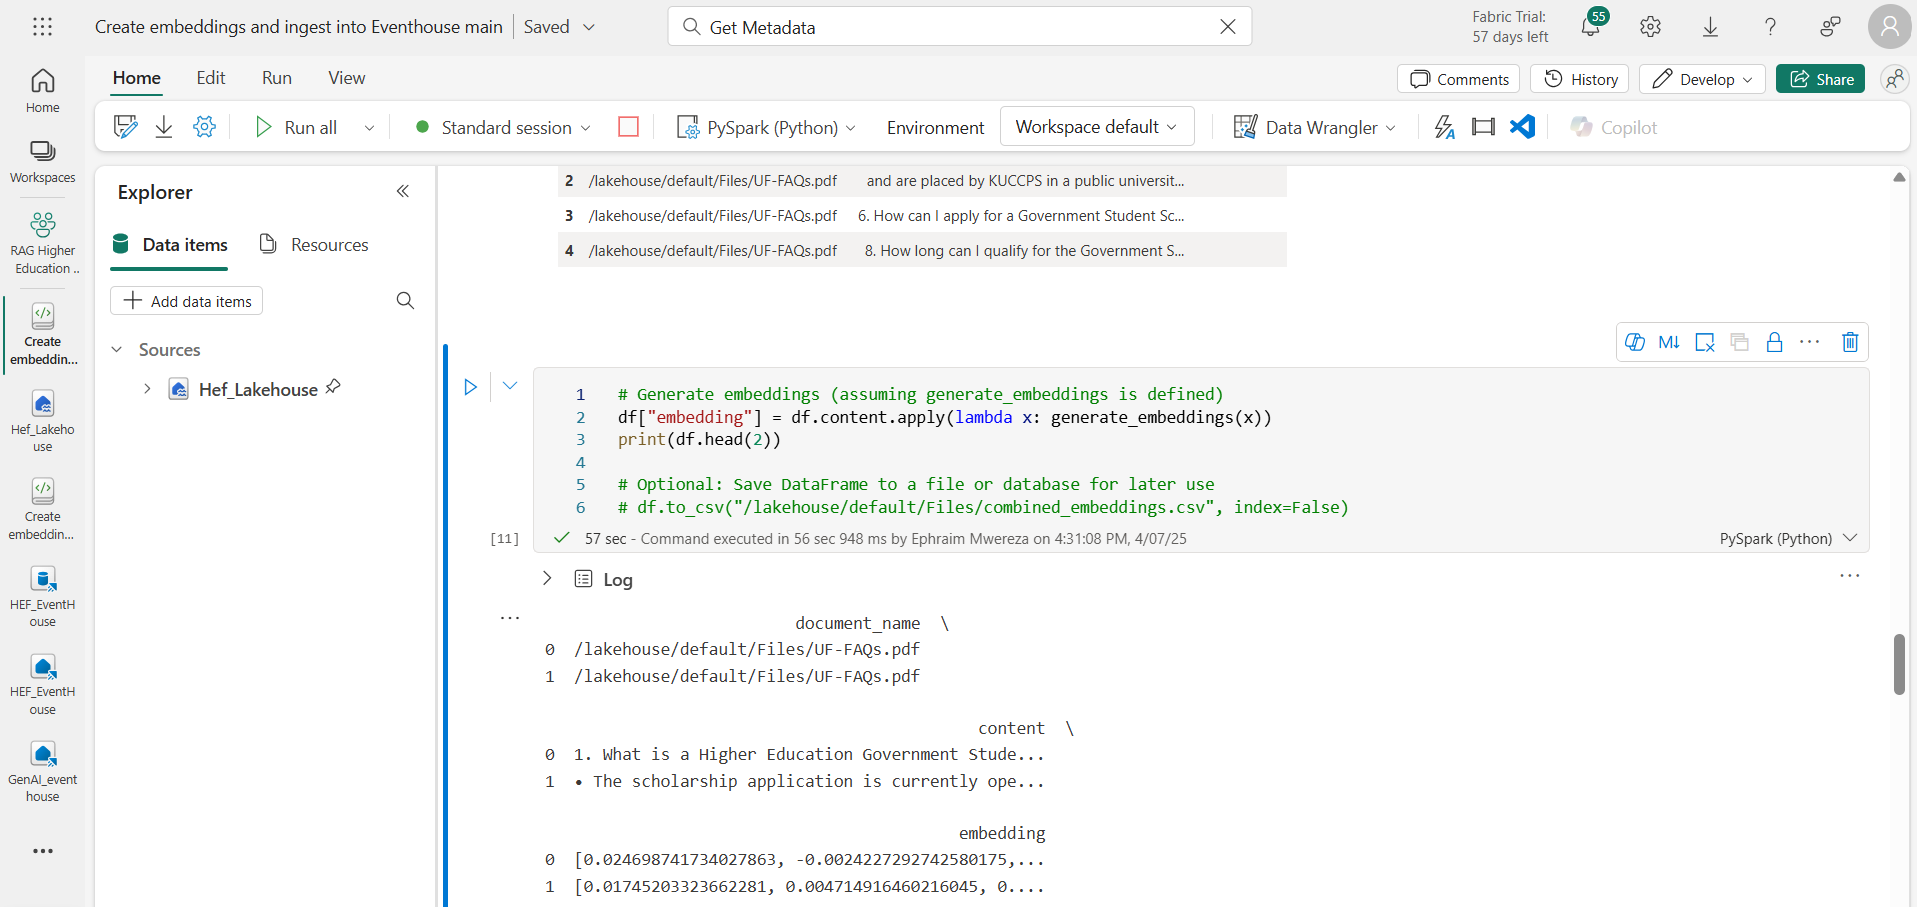 Create embeddings and ingest into Eventhouse main
Saved
Get Metadata
Fabric Trial:
57 days left
55
Home
Edit
Run
View
Comments
History
Develop
Share
Run all
Standard session
PySpark (Python)
Environment
Workspace default
Data Wrangler
Copilot
Home
Workspaces
RAG Higher
Education ..
Create
embeddin...
Hef_Lakeho
use
Create
embeddin...
HEF_EventH
ouse
HEF_EventH
ouse
GenAI_event
house
Explorer
Data items
Resources
Add data items
Sources
Hef_Lakehouse
2 /lakehouse/default/Files/UF-FAQs.pdf and are placed by KUCCPS in a public universit...
3 /lakehouse/default/Files/UF-FAQs.pdf 6. How can I apply for a Government Student Sc...
4 /lakehouse/default/Files/UF-FAQs.pdf 8. How long can I qualify for the Government S...
M↓
1 # Generate embeddings (assuming generate_embeddings is defined)
2 df["embedding"] = df.content.apply(lambda x: generate_embeddings(x))
3 print(df.head(2))
4
5 # Optional: Save DataFrame to a file or database for later use
6 # df.to_csv("/lakehouse/default/Files/combined_embeddings.csv", index=False)
[11] 57 sec - Command executed in 56 sec 948 ms by Ephraim Mwereza on 4:31:08 PM, 4/07/25
PySpark (Python)
Log
document_name \
0 /lakehouse/default/Files/UF-FAQs.pdf
1 /lakehouse/default/Files/UF-FAQs.pdf
content \
0 1. What is a Higher Education Government Stude...
1 • The scholarship application is currently ope...
embedding
0 [0.024698741734027863, -0.0024227292742580175,...
1 [0.01745203323662281, 0.004714916460216045, 0....